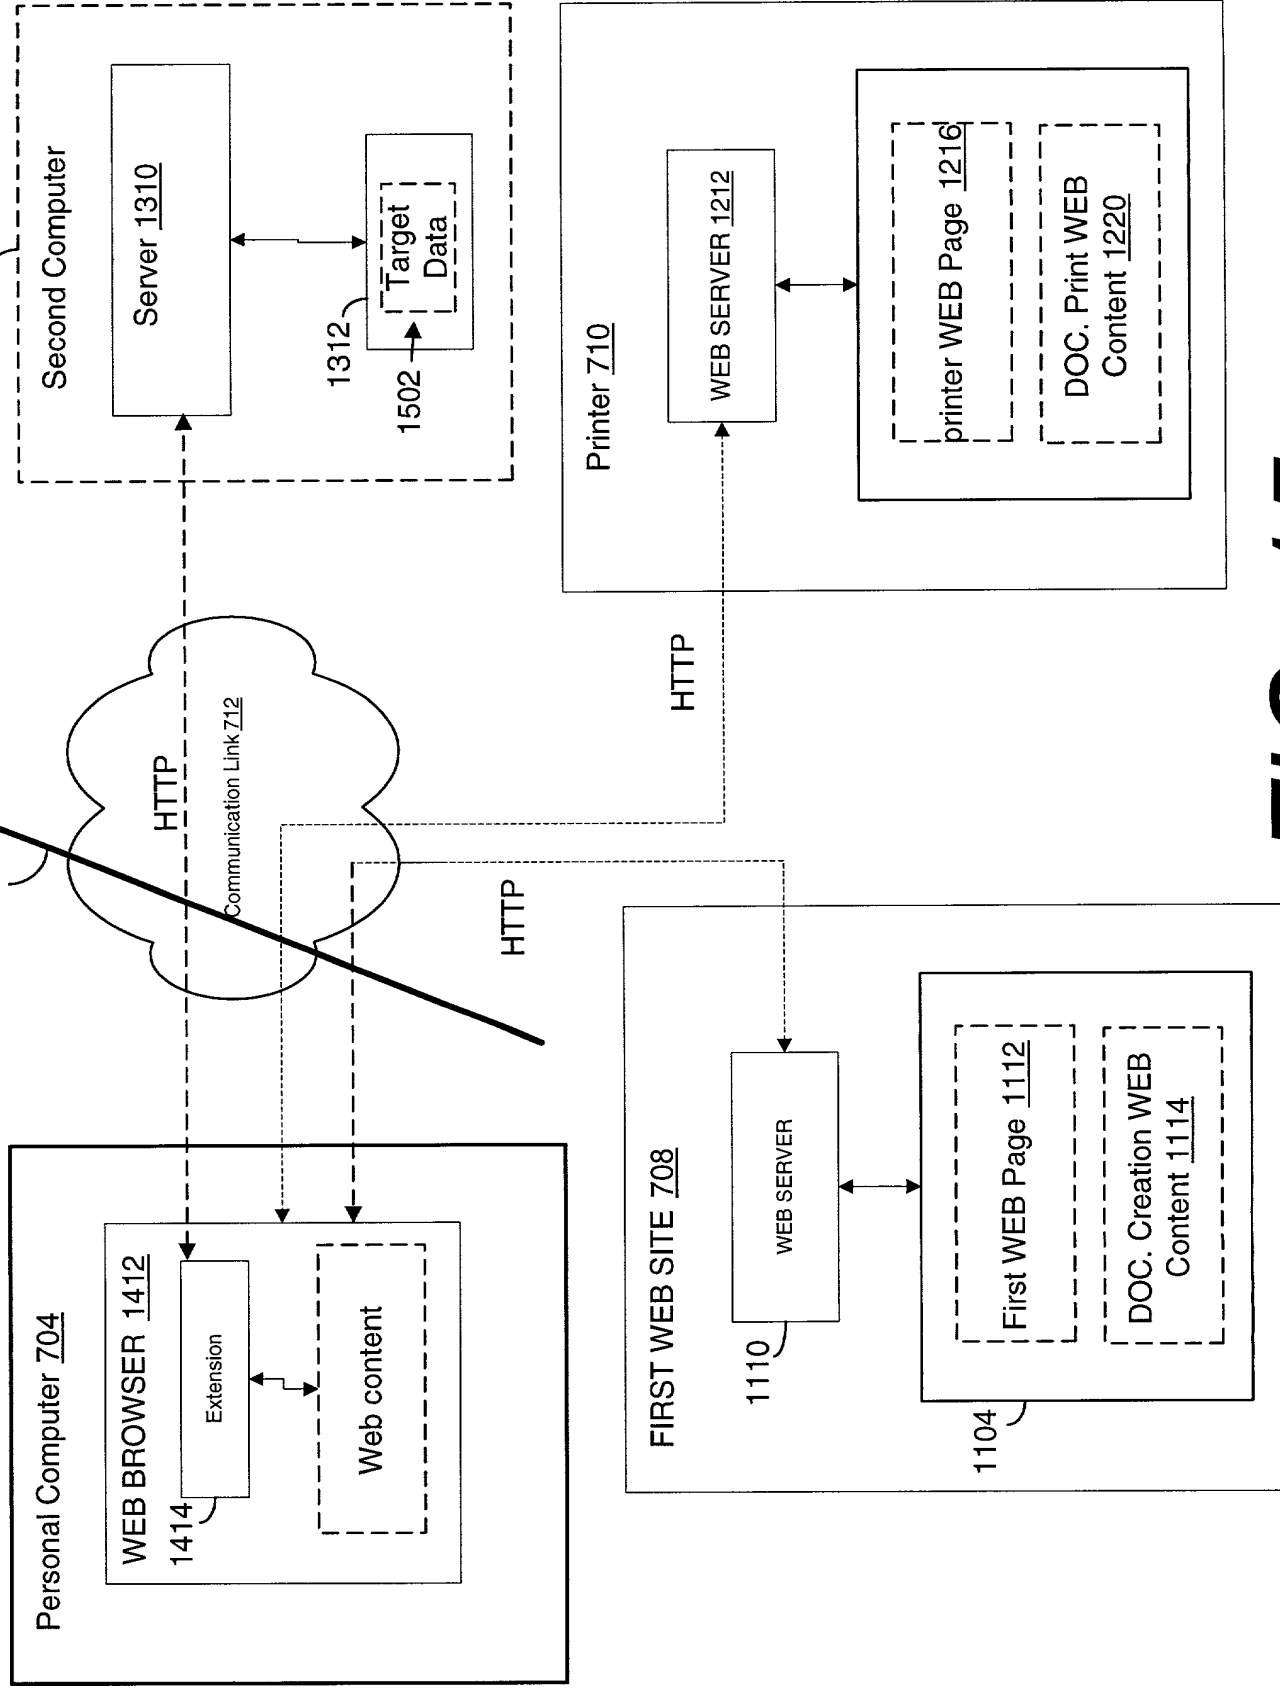 Personal Computer 704
WEB BROWSER 1412
1414
Extension
Web content
HTTP
Communication Link 712
Second Computer
Server 1310
1312
1502
Target
Data
HTTP
HTTP
FIRST WEB SITE 708
1110
WEB SERVER
1104
First WEB Page 1112
DOC. Creation WEB
Content 1114
Printer 710
WEB SERVER 1212
printer WEB Page 1216
DOC. Print WEB
Content 1220